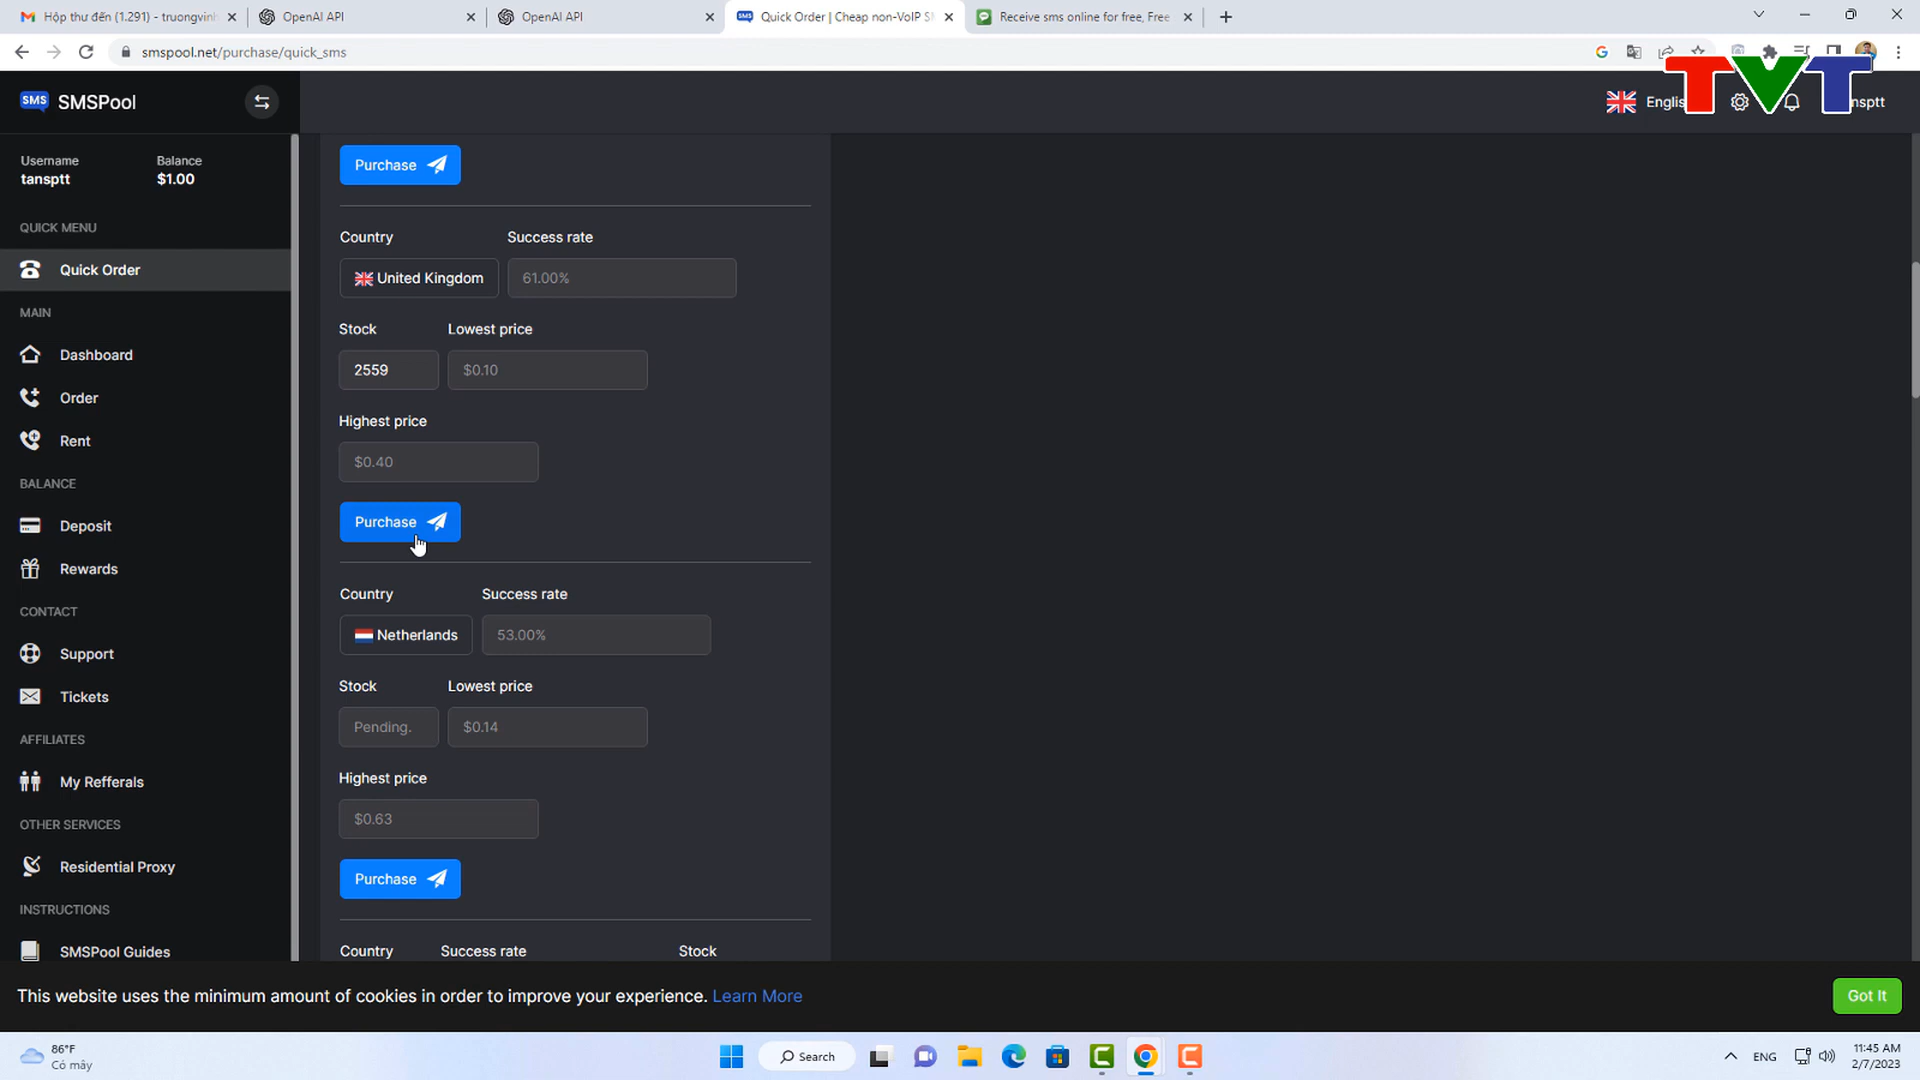 Hộp thư đến (1.291) - truongvinh
OpenAI API
OpenAI API
Quick Order | Cheap non-VoIP SM
Receive sms online for free, Free
smspool.net/purchase/quick_sms
SMS
SMSPool
Englis
nsptt
TVT
Username
Balance
tansptt
$1.00
QUICK MENU
Quick Order
MAIN
Dashboard
Order
Rent
BALANCE
Deposit
Rewards
CONTACT
Support
Tickets
AFFILIATES
My Refferals
OTHER SERVICES
Residential Proxy
INSTRUCTIONS
SMSPool Guides
Purchase
Country
Success rate
United Kingdom
61.00%
Stock
Lowest price
2559
$0.10
Highest price
$0.40
Purchase
Country
Success rate
Netherlands
53.00%
Stock
Lowest price
Pending.
$0.14
Highest price
$0.63
Purchase
Country
Success rate
Stock
This website uses the minimum amount of cookies in order to improve your experience. Learn More
Got It
86°F
Có mây
Search
ENG
11:45 AM
2/7/2023